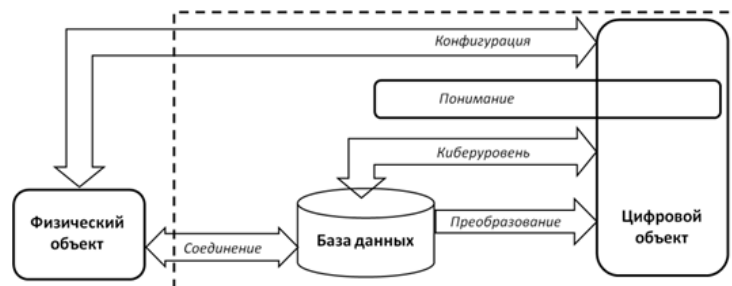 Конфигурация
Понимание
Киберуровень
Физический
объект
Соединение
База данных
Преобразование
Цифровой
объект